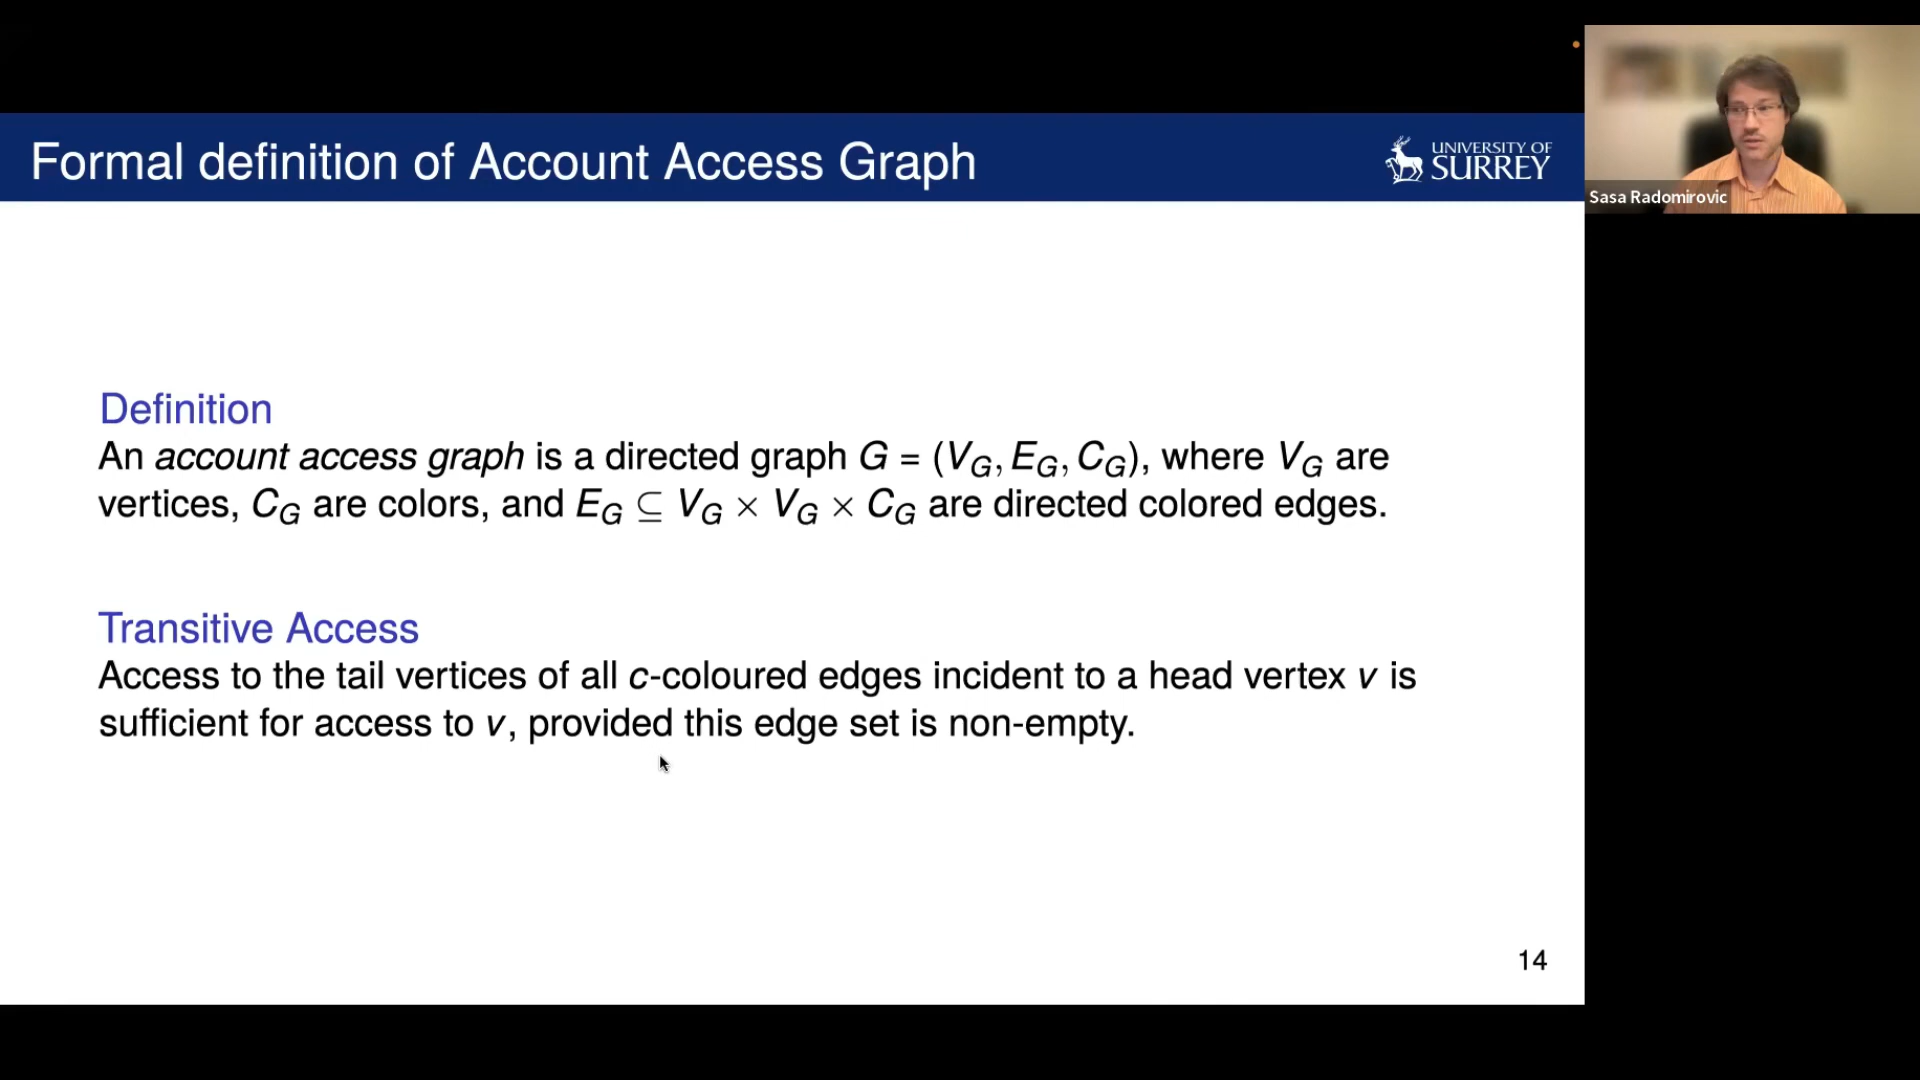 Formal definition of Account Access Graph
UNIVERSITY OF
SURREY
Sasa Radomirovic
Definition
An account access graph is a directed graph G = (V_G, E_G, C_G), where V_G are
vertices, C_G are colors, and E_G ⊆ V_G × V_G × C_G are directed colored edges.
Transitive Access
Access to the tail vertices of all c-coloured edges incident to a head vertex v is
sufficient for access to v, provided this edge set is non-empty.
14